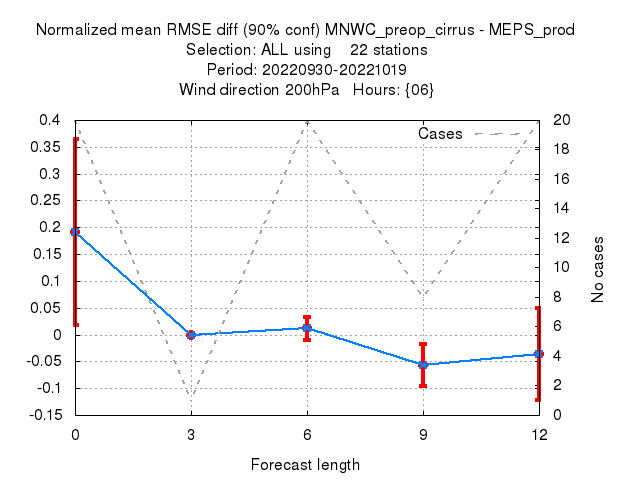 Normalized mean RMSE diff (90% conf) MNWC_preop_cirrus - MEPS_prod
Selection: ALL using 22 stations
Period: 20220930-20221019
Wind direction 200hPa Hours: {06}
Cases
0.4
0.35
0.3
0.25
0.2
0.15
0.1
0.05
0
-0.05
-0.1
-0.15
20
18
16
14
12
10
8
6
4
2
0
No cases
0 3 6 9 12
Forecast length